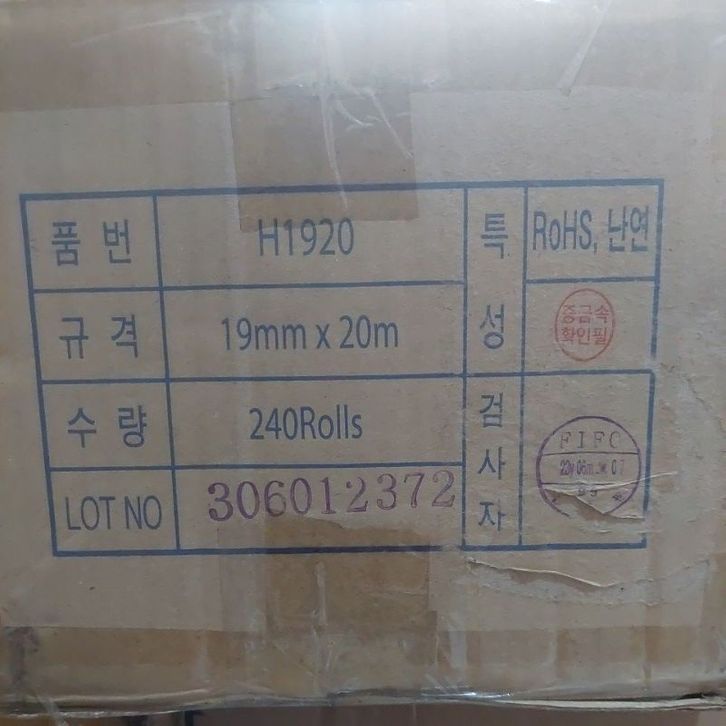 품 번 H1920
규 격 19mm x 20m
수 량 240Rolls
LOT NO 306012372
특 성 RoHS, 난연
중금속
확인필
검 사 자
FIFO